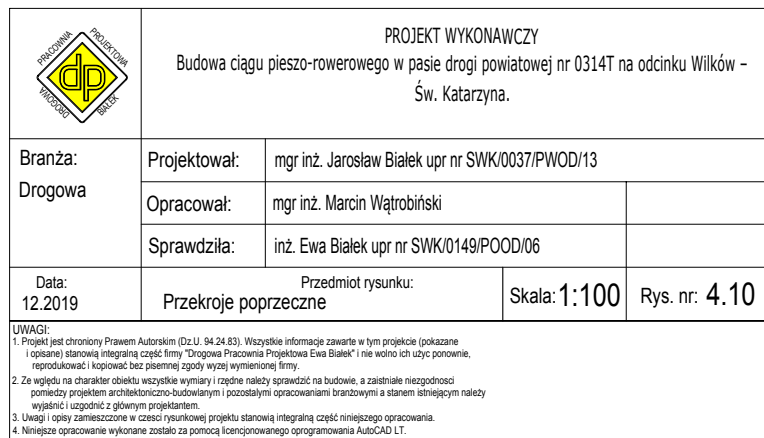 PRACOWNIA PROJEKTOWA
dp
DROGOWA BIAŁEK
PROJEKT WYKONAWCZY
Budowa ciągu pieszo-rowerowego w pasie drogi powiatowej nr 0314T na odcinku Wilków –
Św. Katarzyna.
Branża:
Drogowa
Projektował:
mgr inż. Jarosław Białek upr nr SWK/0037/PWOD/13
Opracował:
mgr inż. Marcin Wątrobiński
Sprawdziła:
inż. Ewa Białek upr nr SWK/0149/POOD/06
Data:
12.2019
Przedmiot rysunku:
Przekroje poprzeczne
Skala: 1:100
Rys. nr: 4.10
UWAGI:
1. Projekt jest chroniony Prawem Autorskim (Dz.U. 94.24.83). Wszystkie informacje zawarte w tym projekcie (pokazane
i opisane) stanowią integralną część firmy "Drogowa Pracownia Projektowa Ewa Białek" i nie wolno ich użyc ponownie,
reprodukować i kopiować bez pisemnej zgody wyzej wymienionej firmy.
2. Ze względu na charakter obiektu wszystkie wymiary i rzędne należy sprawdzić na budowie, a zaistniałe niezgodnosci
pomiedzy projektem architektoniczno-budowlanym i pozostalymi opracowaniami branżowymi a stanem istniejącym należy
wyjaśnić i uzgodnić z głównym projektantem.
3. Uwagi i opisy zamieszczone w czesci rysunkowej projektu stanowią integralną część niniejszego opracowania.
4. Niniejsze opracowanie wykonane zostało za pomocą licencjonowanego oprogramowania AutoCAD LT.